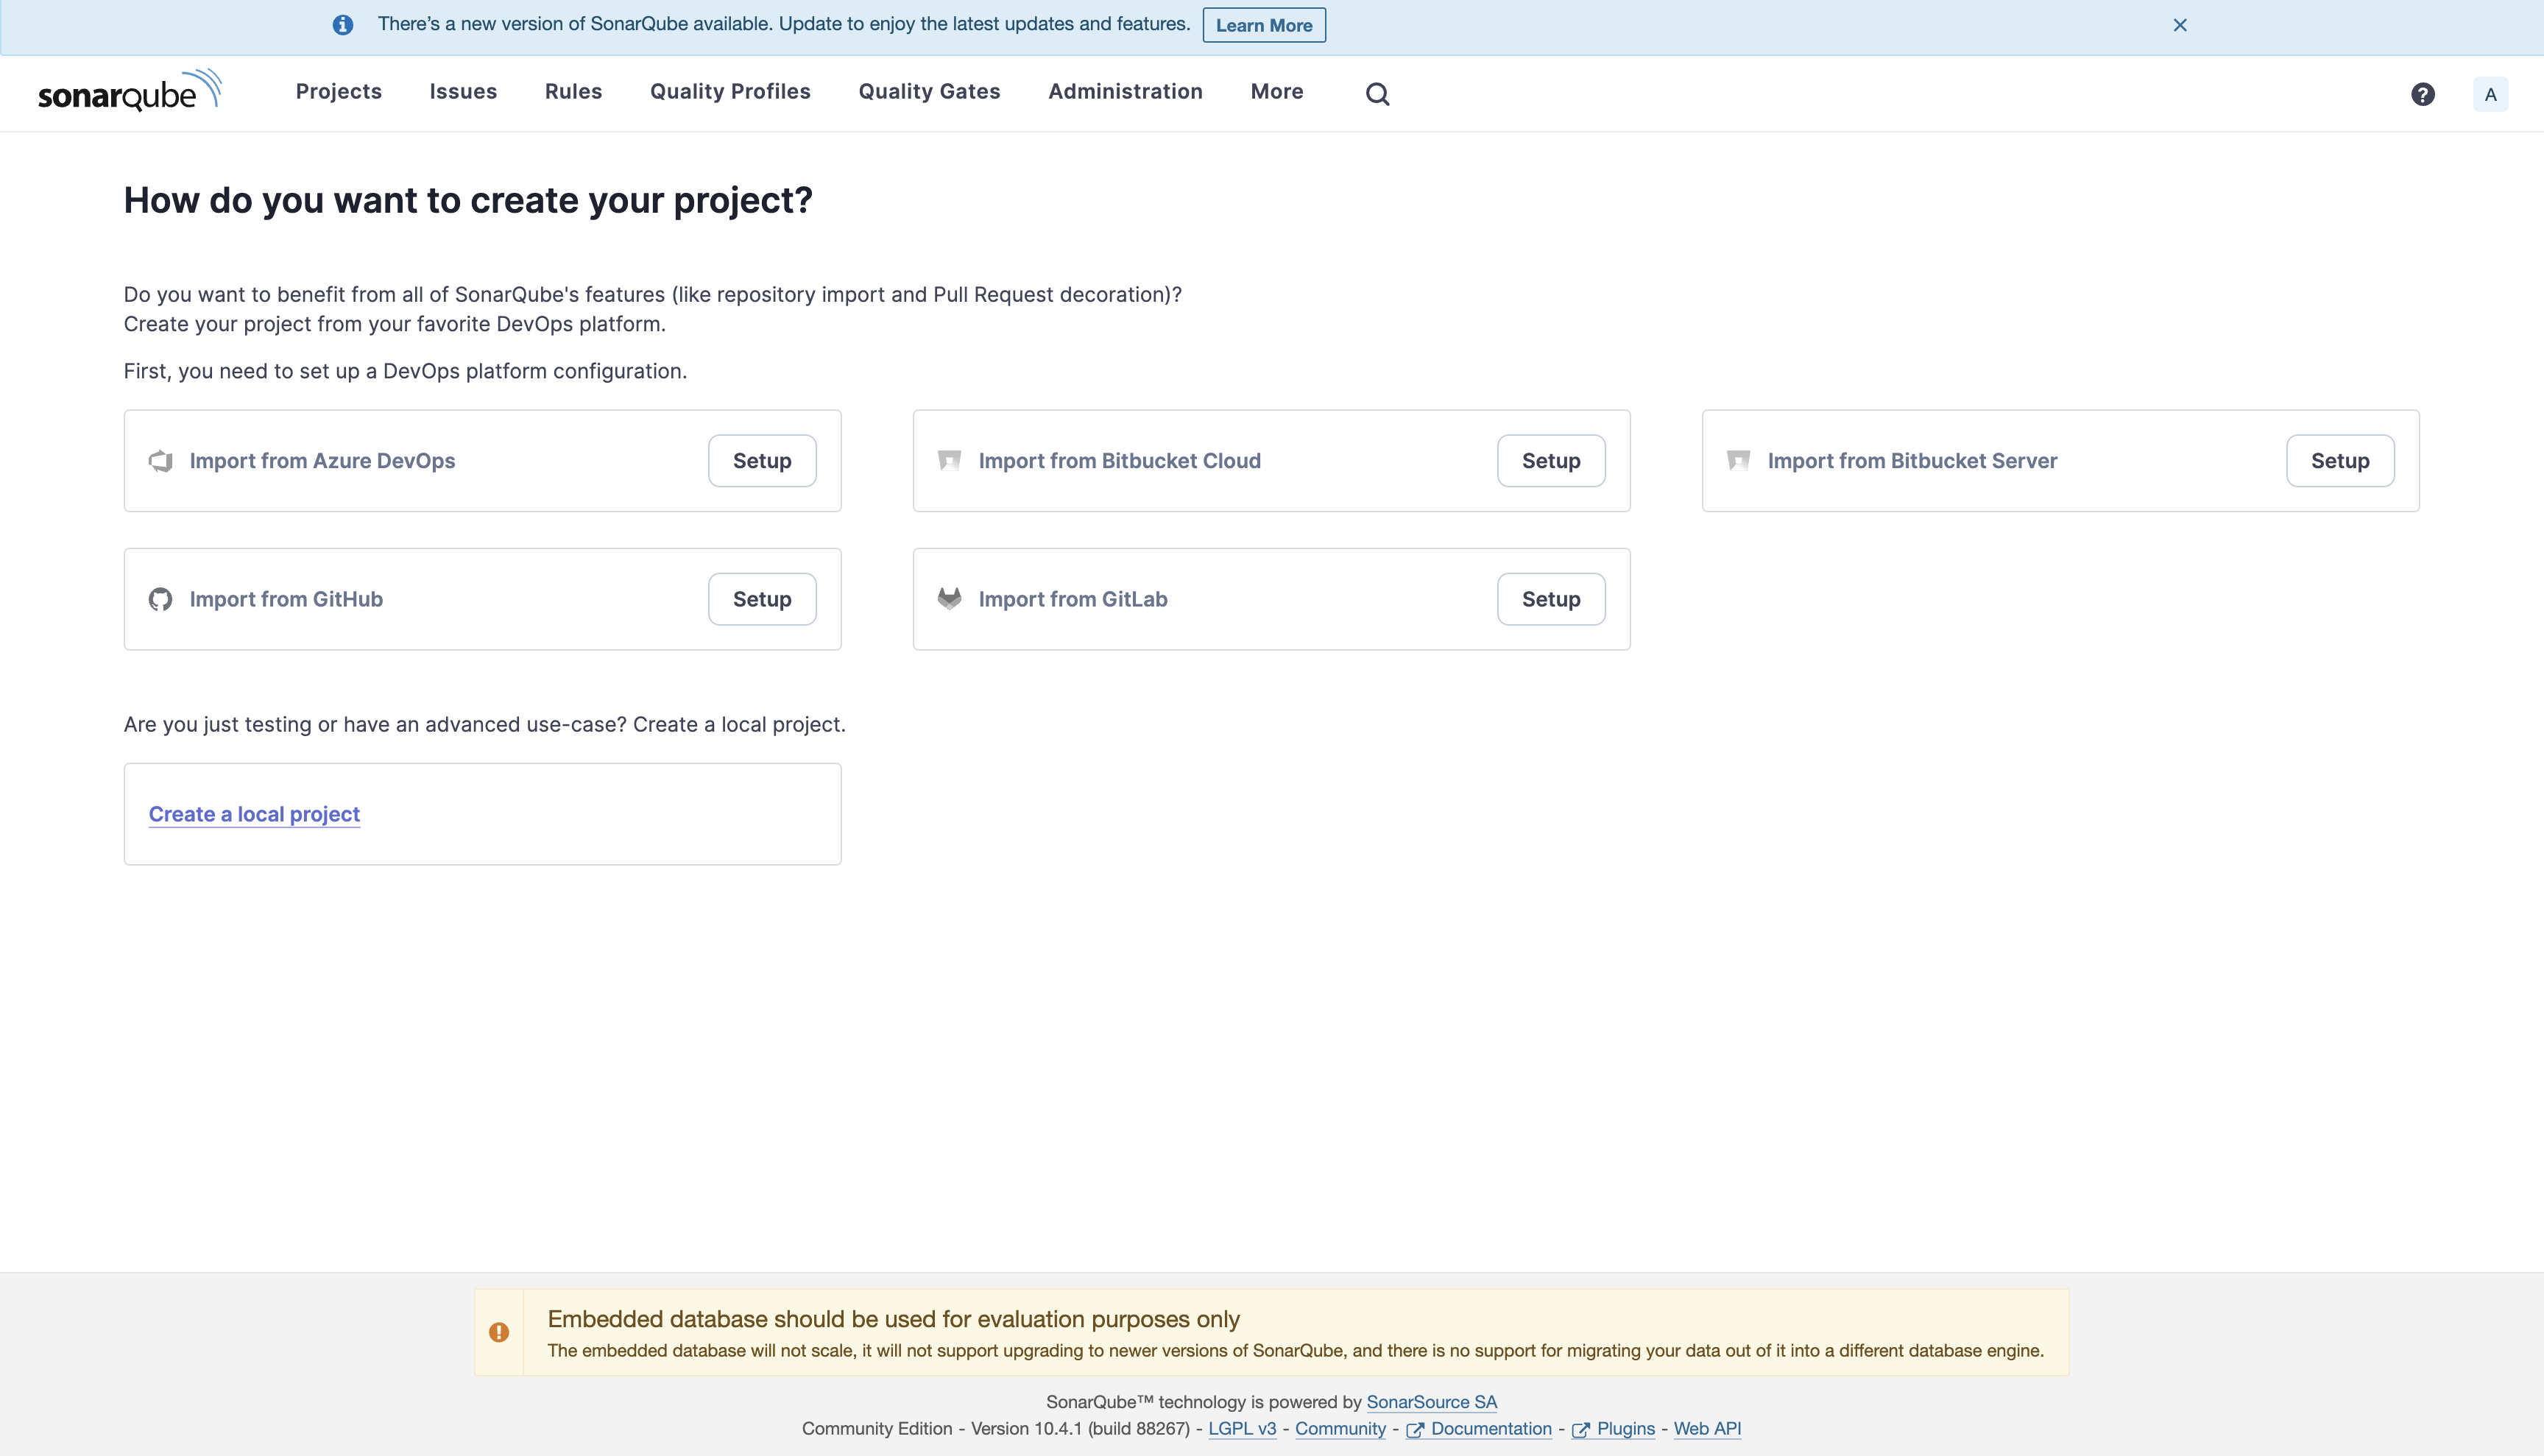 There's a new version of SonarQube available. Update to enjoy the latest updates and features. Learn More
sonarqube Projects Issues Rules Quality Profiles Quality Gates Administration More A
How do you want to create your project?
Do you want to benefit from all of SonarQube's features (like repository import and Pull Request decoration)?
Create your project from your favorite DevOps platform.
First, you need to set up a DevOps platform configuration.
Import from Azure DevOps Setup Import from Bitbucket Cloud Setup Import from Bitbucket Server Setup
Import from GitHub Setup Import from GitLab Setup
Are you just testing or have an advanced use-case? Create a local project.
Create a local project
Embedded database should be used for evaluation purposes only
The embedded database will not scale, it will not support upgrading to newer versions of SonarQube, and there is no support for migrating your data out of it into a different database engine.
SonarQube™ technology is powered by SonarSource SA
Community Edition - Version 10.4.1 (build 88267) - LGPL v3 - Community - Documentation - Plugins - Web API